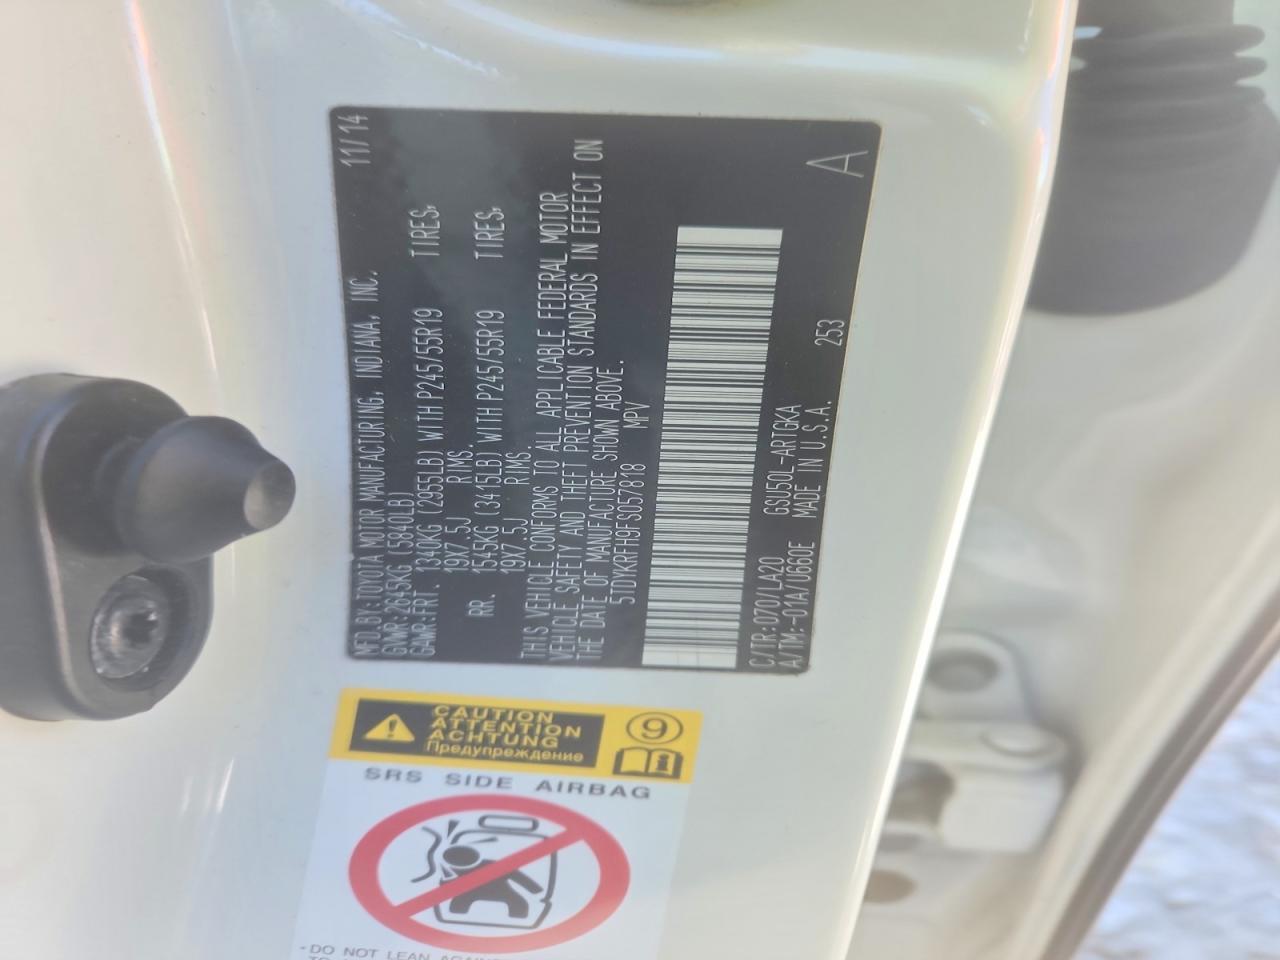 MFD.BY:TOYOTA MOTOR MANUFACTURING, INDIANA, INC. 11/14
GVWR:2645KG (5840LB)
GAWR:FRT. 1340KG (2955LB) WITH P245/55R19 TIRES,
19X7.5J RIMS.
RR. 1545KG (3415LB) WITH P245/55R19 TIRES,
19X7.5J RIMS.
THIS VEHICLE CONFORMS TO ALL APPLICABLE FEDERAL MOTOR
VEHICLE SAFETY AND THEFT PREVENTION STANDARDS IN EFFECT ON
THE DATE OF MANUFACTURE SHOWN ABOVE.
5TDYKRFH9FS057818 MPV
C/TR:070/LA20 GSU50L-ARTGKA
A/TM:-01A/U660E MADE IN U.S.A. 253 A
CAUTION
ATTENTION
ACHTUNG
Предупреждение
9
SRS SIDE AIRBAG
-DO NOT LEAN AGAINS